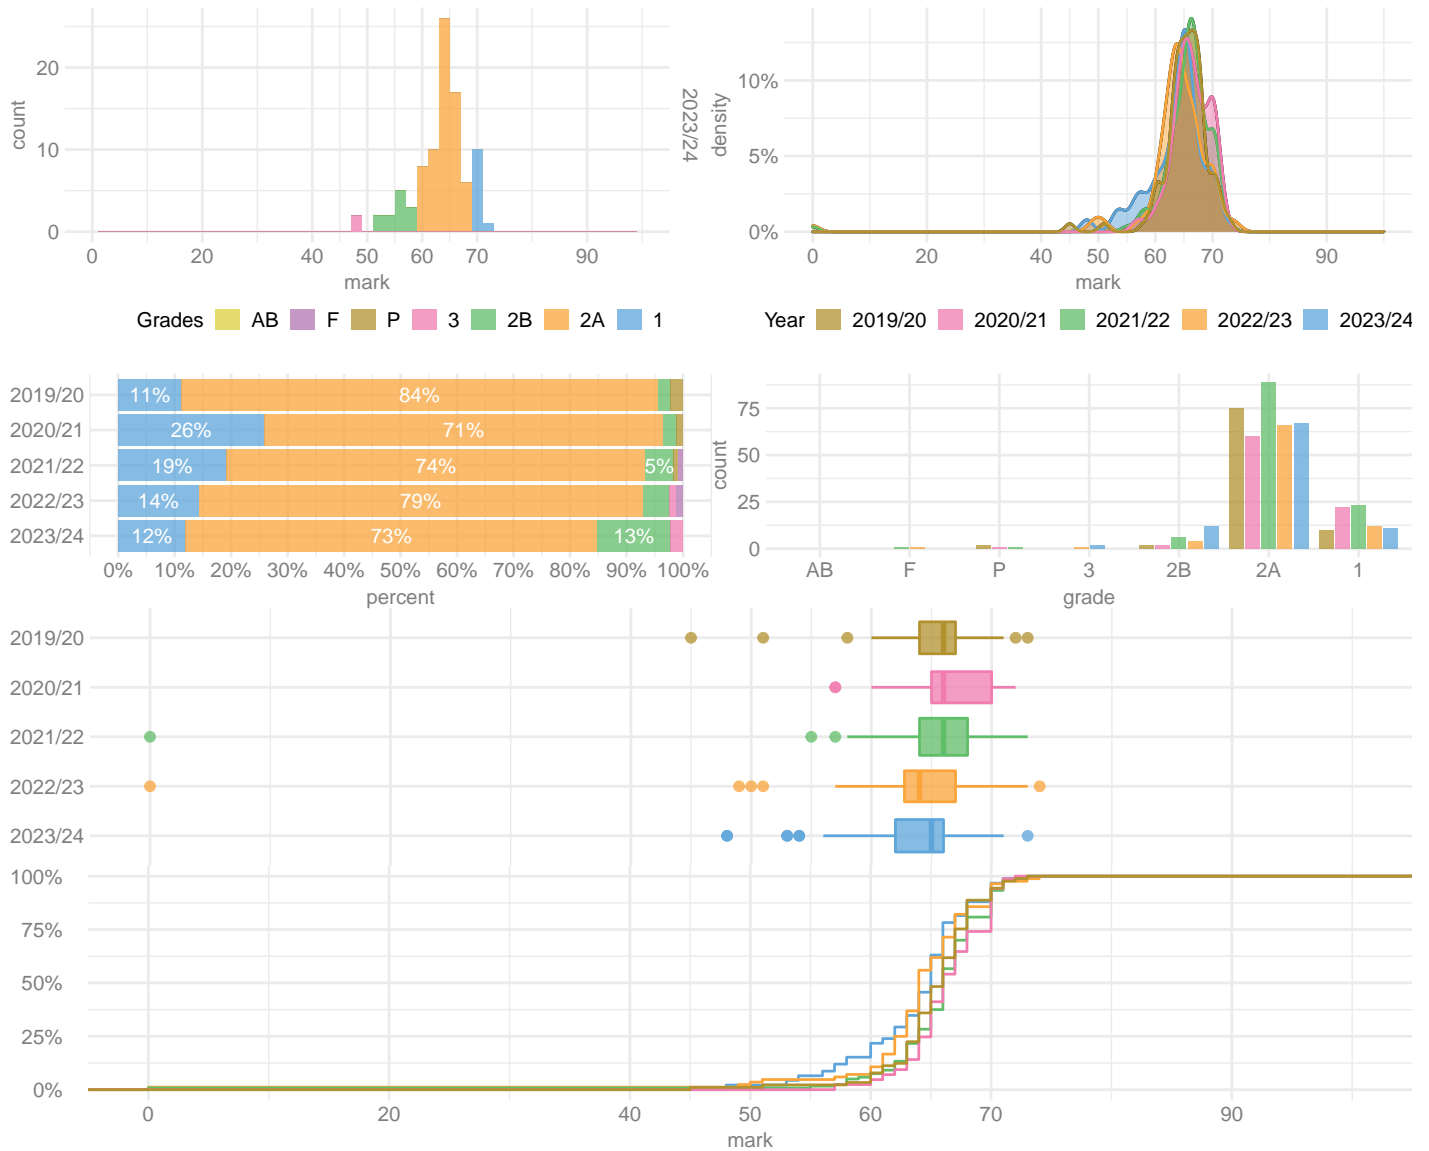 20
10
0
count
0 20 40 50 60 70 90
mark
2023/24
10%
5%
0%
density
0 20 40 50 60 70 90
mark
Grades AB F P 3 2B 2A 1
Year 2019/20 2020/21 2021/22 2022/23 2023/24
2019/20 11% 84%
2020/21 26% 71%
2021/22 19% 74% 5%
2022/23 14% 79%
2023/24 12% 73% 13%
0% 10% 20% 30% 40% 50% 60% 70% 80% 90% 100%
percent
75
50
25
0
count
AB F P 3 2B 2A 1
grade
2019/20
2020/21
2021/22
2022/23
2023/24
100%
75%
50%
25%
0%
0 20 40 50 60 70 90
mark